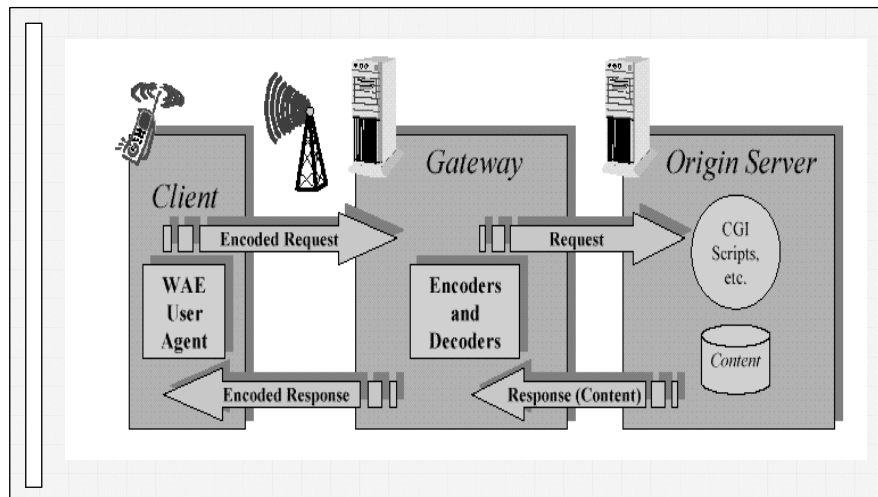 Client
Gateway
Origin Server
Encoded Request
Request
CGI
Scripts,
etc.
WAE
User
Agent
Encoders
and
Decoders
Content
Encoded Response
Response (Content)